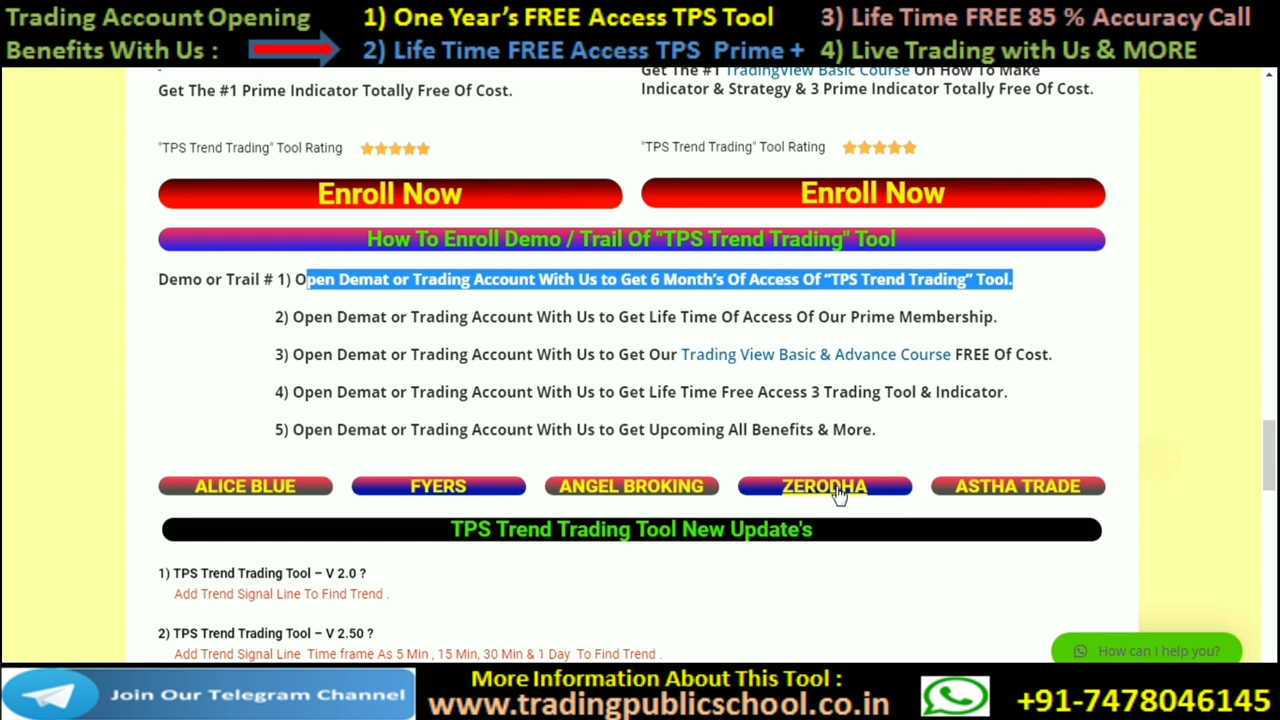 Trading Account Opening
Benefits With Us :
1) One Year’s FREE Access TPS Tool
2) Life Time FREE Access TPS Prime +
3) Life Time FREE 85 % Accuracy Call
4) Live Trading with Us & MORE
Get The #1 Prime Indicator Totally Free Of Cost.
Get The #1 TradingView Basic Course On How To Make
Indicator & Strategy & 3 Prime Indicator Totally Free Of Cost.
"TPS Trend Trading" Tool Rating
"TPS Trend Trading" Tool Rating
Enroll Now
Enroll Now
How To Enroll Demo / Trail Of "TPS Trend Trading" Tool
Demo or Trail # 1) Open Demat or Trading Account With Us to Get 6 Month’s Of Access Of “TPS Trend Trading” Tool.
2) Open Demat or Trading Account With Us to Get Life Time Of Access Of Our Prime Membership.
3) Open Demat or Trading Account With Us to Get Our Trading View Basic & Advance Course FREE Of Cost.
4) Open Demat or Trading Account With Us to Get Life Time Free Access 3 Trading Tool & Indicator.
5) Open Demat or Trading Account With Us to Get Upcoming All Benefits & More.
ALICE BLUE
FYERS
ANGEL BROKING
ZERODHA
ASTHA TRADE
TPS Trend Trading Tool New Update's
1) TPS Trend Trading Tool – V 2.0 ?
Add Trend Signal Line To Find Trend .
2) TPS Trend Trading Tool – V 2.50 ?
Add Trend Signal Line Time frame As 5 Min , 15 Min, 30 Min & 1 Day To Find Trend .
How can I help you?
Join Our Telegram Channel
More Information About This Tool :
www.tradingpublicschool.co.in
+91-7478046145